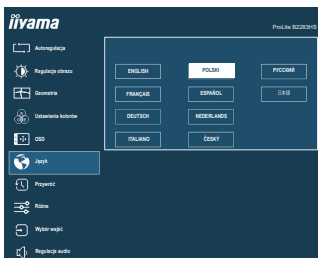 iiyama
ProLite B2283HS
Autoregulacja
Regulacja obrazu
Geometria
Ustawienia kolorów
OSD
Język
Przywróć
Różne
Wybór wejść
Regulacje audio
ENGLISH POLSKI РУССКИЙ
FRANÇAIS ESPAÑOL 日本語
DEUTSCH NEDERLANDS
ITALIANO ČESKÝ